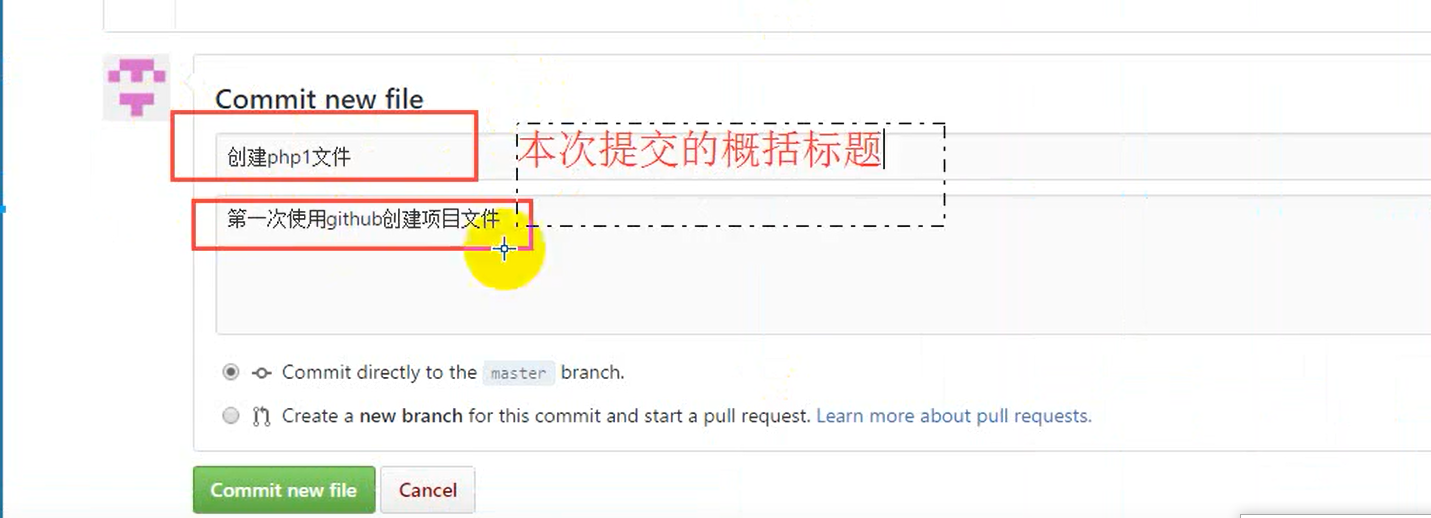 Commit new file
创建php1文件
本次提交的概括标题
第一次使用github创建项目文件
Commit directly to the master branch.
Create a new branch for this commit and start a pull request. Learn more about pull requests.
Commit new file
Cancel